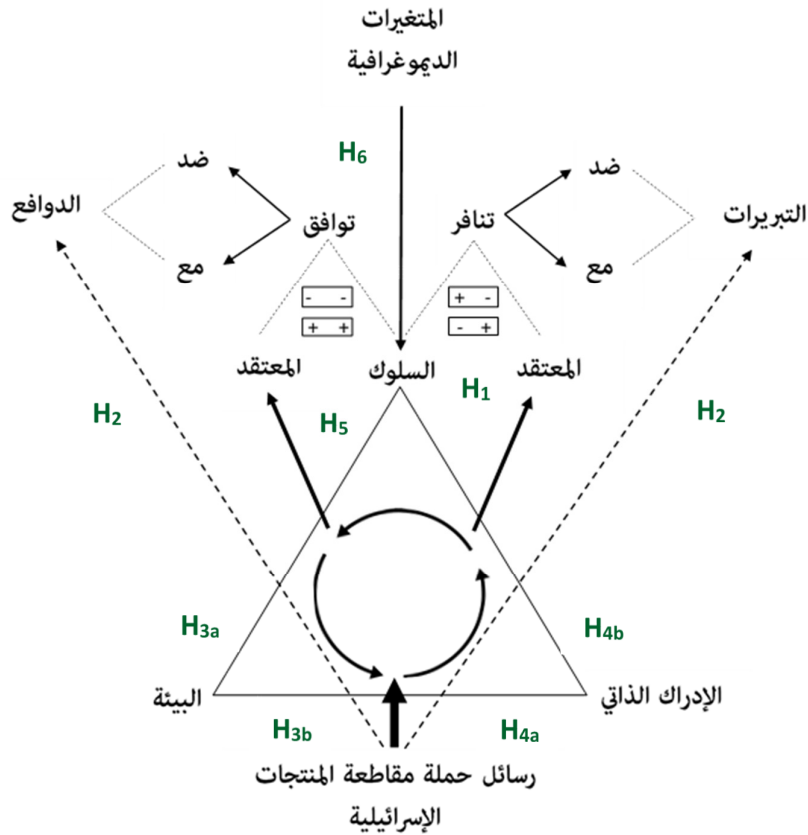 المتغيرات
الديموغرافية
H6
ضد
ضد
الدوافع
توافق
تنافر
التبريرات
مع
مع
- -
+ -
+ +
- +
المعتقد
السلوك
المعتقد
H1
H2
H5
H2
H3a
H4b
البيئة
الإدراك الذاتي
H3b
H4a
رسائل حملة مقاطعة المنتجات
الإسرائيلية